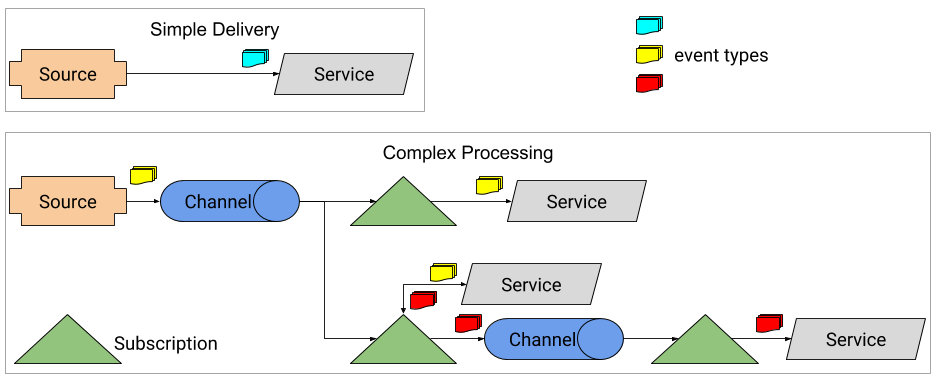 Simple Delivery
Source
Service
event types
Complex Processing
Source
Channel
Service
Service
Subscription
Channel
Service